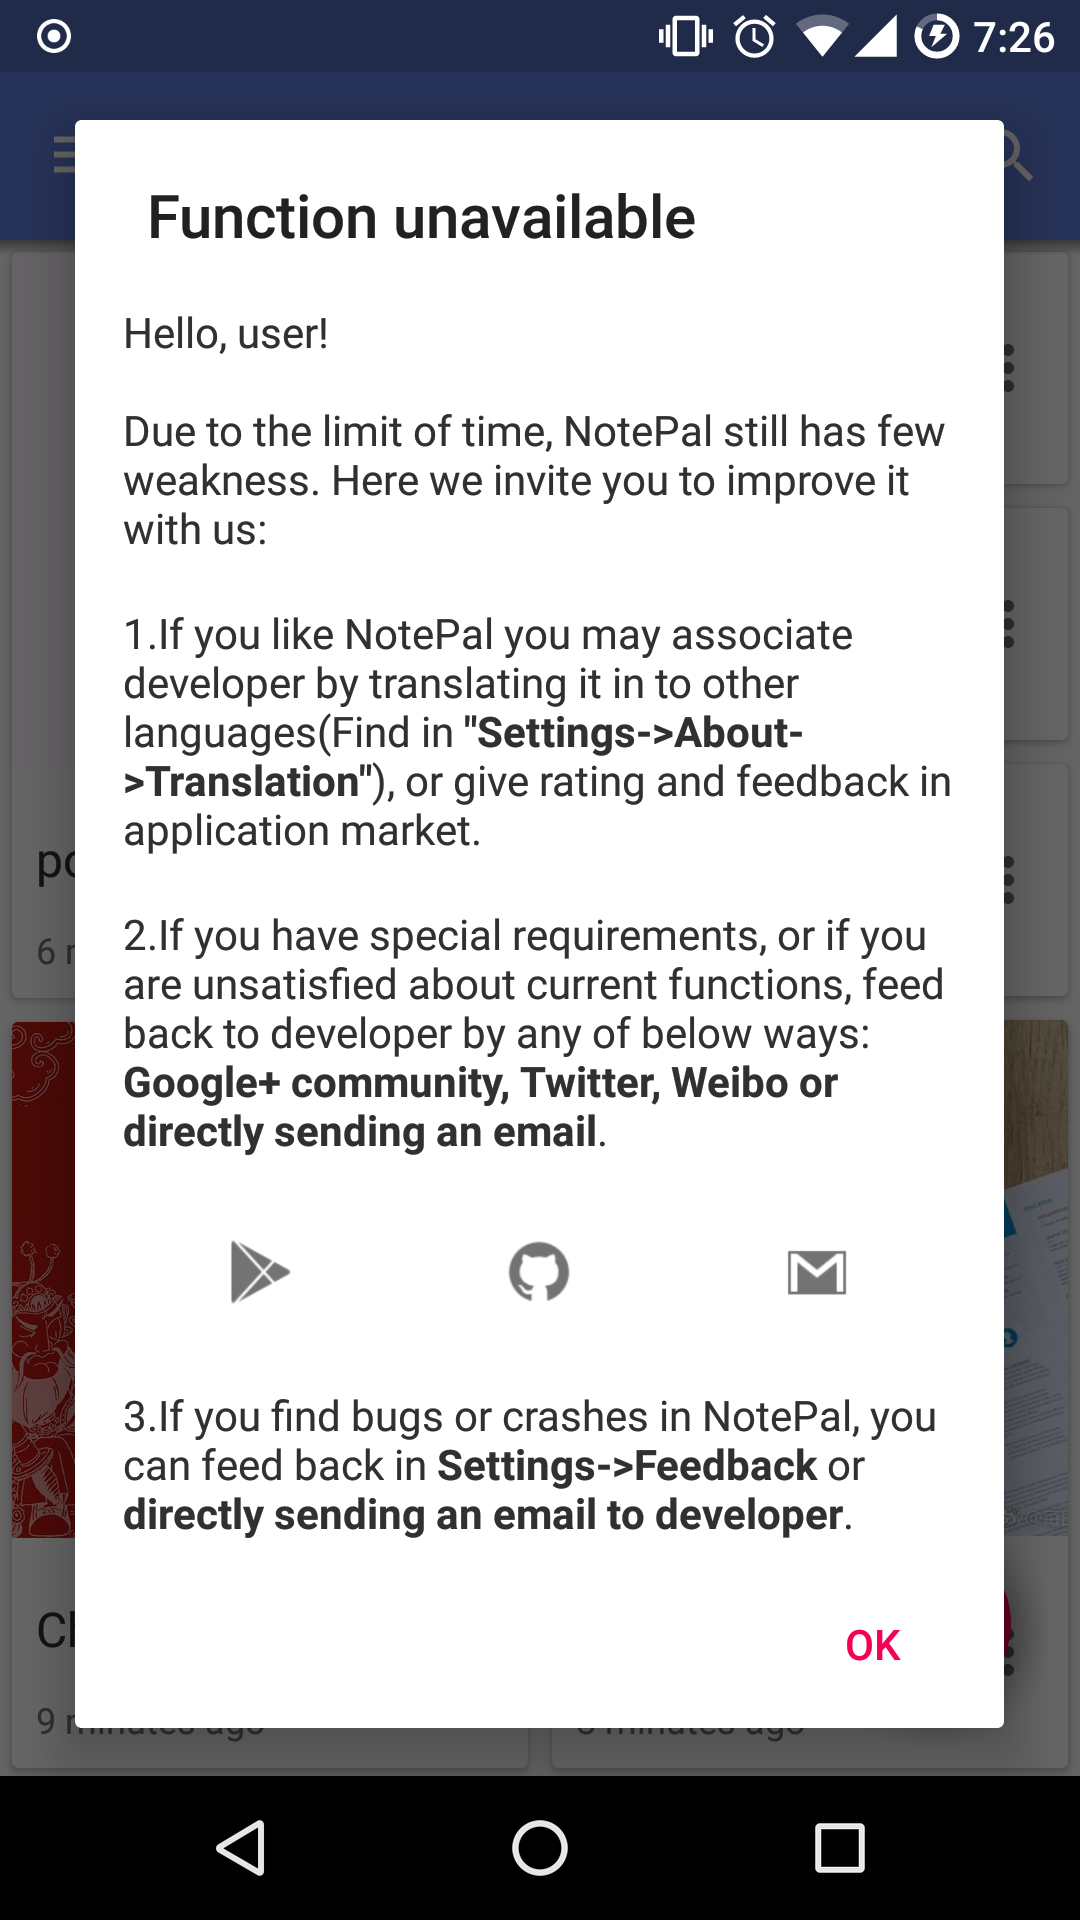 7:26
Function unavailable
Hello, user!
Due to the limit of time, NotePal still has few
weakness. Here we invite you to improve it
with us:
1.If you like NotePal you may associate
developer by translating it in to other
languages(Find in "Settings->About-
>Translation"), or give rating and feedback in
application market.
2.If you have special requirements, or if you
are unsatisfied about current functions, feed
back to developer by any of below ways:
Google+ community, Twitter, Weibo or
directly sending an email.
3.If you find bugs or crashes in NotePal, you
can feed back in Settings->Feedback or
directly sending an email to developer.
OK
9 minutes ago